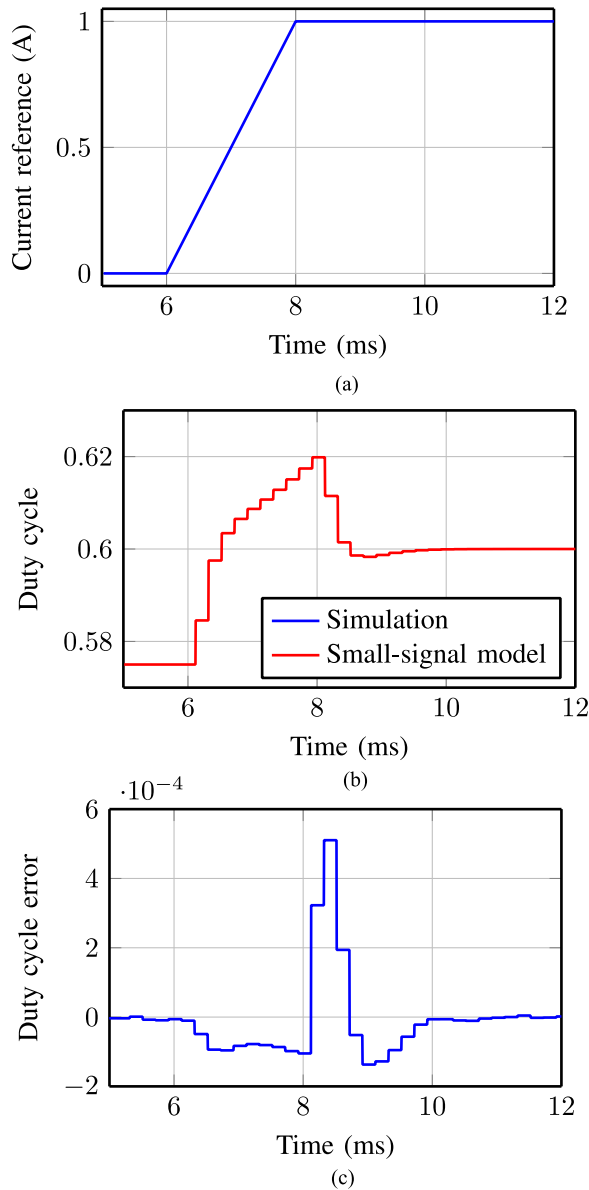 1
0.5
0
Current reference (A)
6
8
10
12
Time (ms)
(a)
0.62
0.6
0.58
Duty cycle
Simulation
Small-signal model
6
8
10
12
Time (ms)
(b)
·10⁻⁴
6
4
2
0
−2
Duty cycle error
6
8
10
12
Time (ms)
(c)